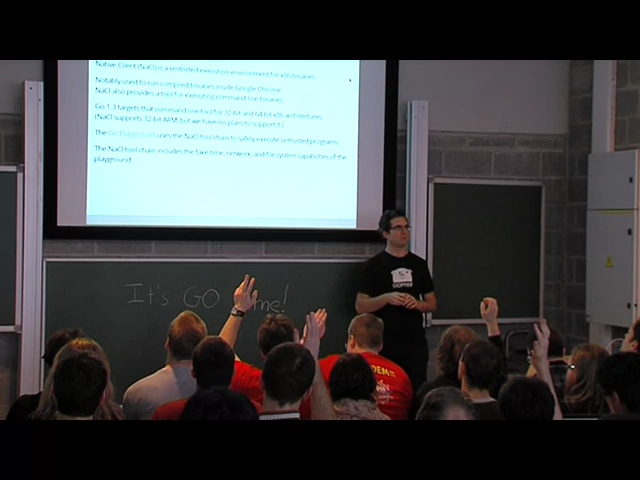 Native Client (NaCl) is a restricted execution environment for x86 binaries.
Notably used to run compiled binaries inside Google Chrome.
NaCl also provides a tool for executing command-line binaries.
Go 1.3 targets that command-line tool for 32-bit and 64-bit x86 architectures.
(NaCl supports 32-bit ARM, but we have no plans to support it.)
The Go Playground uses the NaCl tool chain to safely execute untrusted programs.
The NaCl tool chain includes the fake time, network, and file system capabilities of the
playground.
It's GO me!